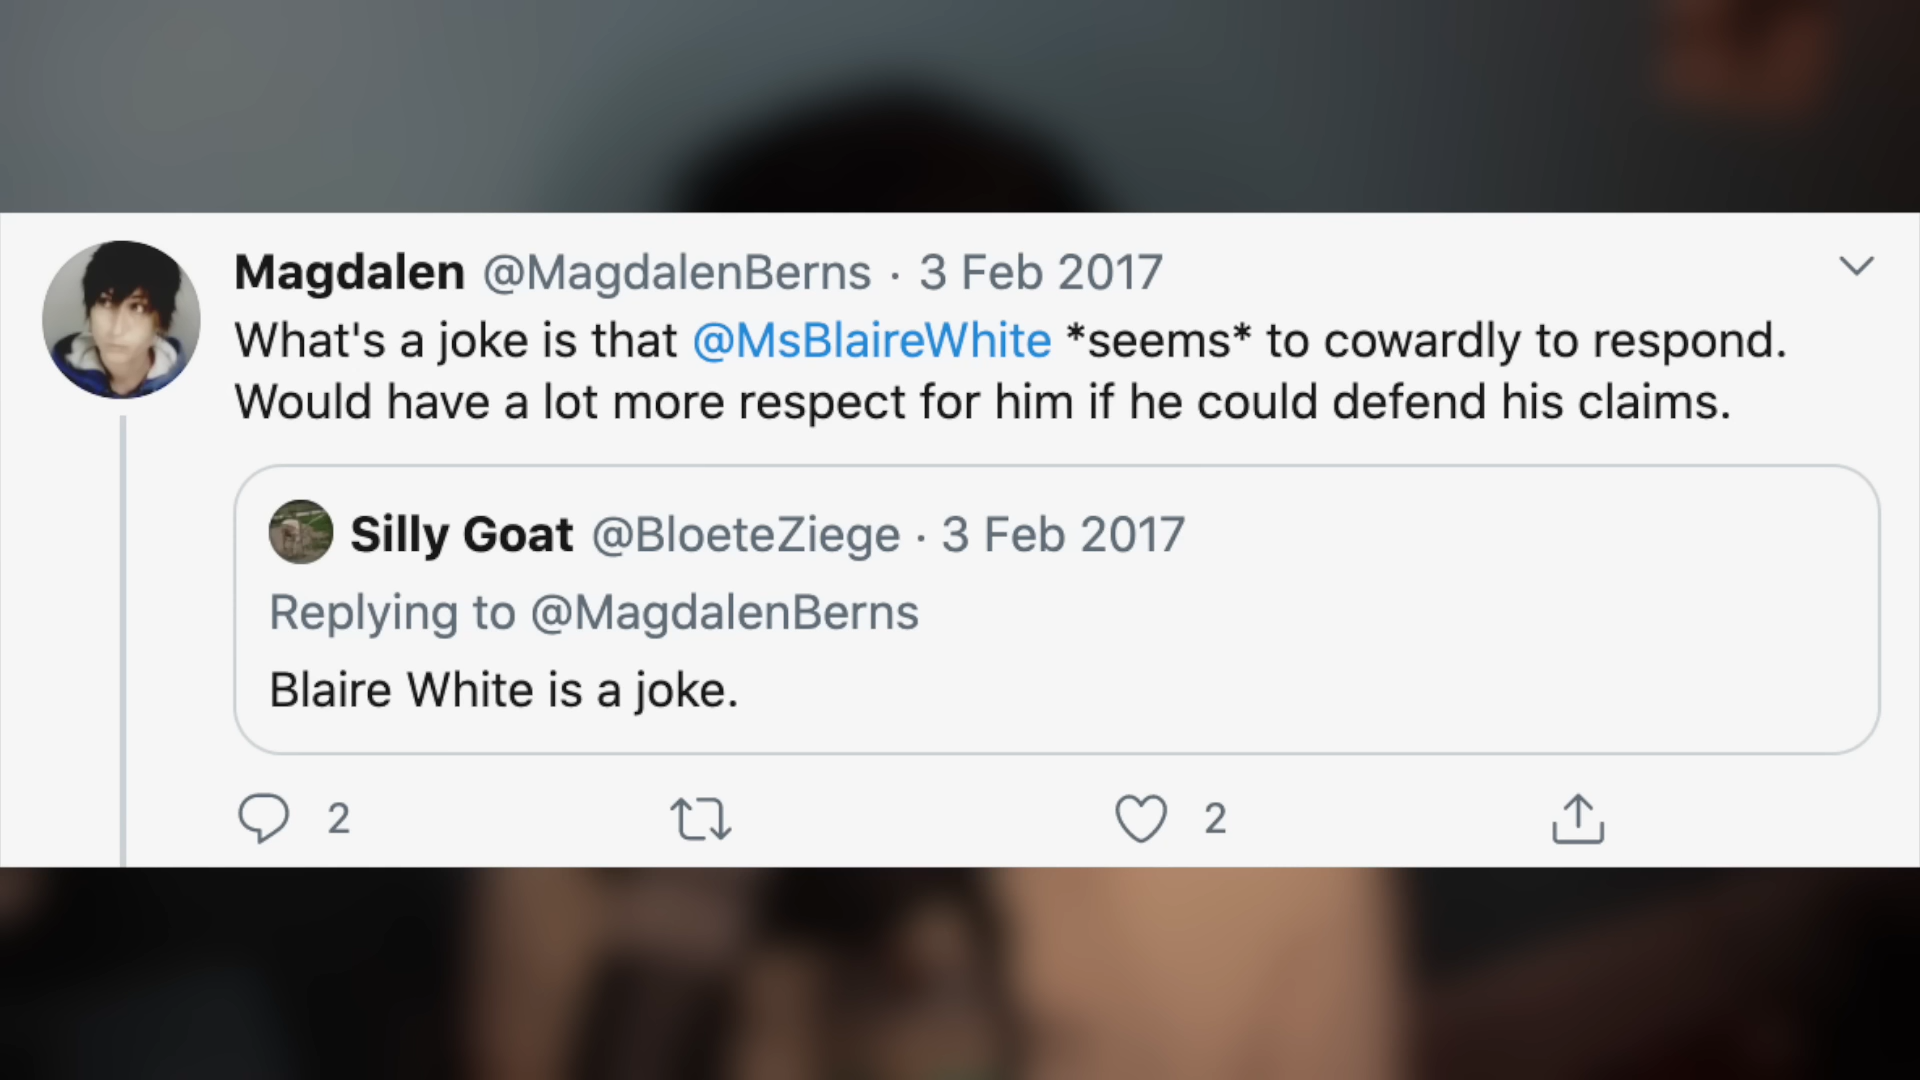 Magdalen @MagdalenBerns · 3 Feb 2017
What's a joke is that @MsBlaireWhite *seems* to cowardly to respond.
Would have a lot more respect for him if he could defend his claims.
Silly Goat @BloeteZiege · 3 Feb 2017
Replying to @MagdalenBerns
Blaire White is a joke.
2 2